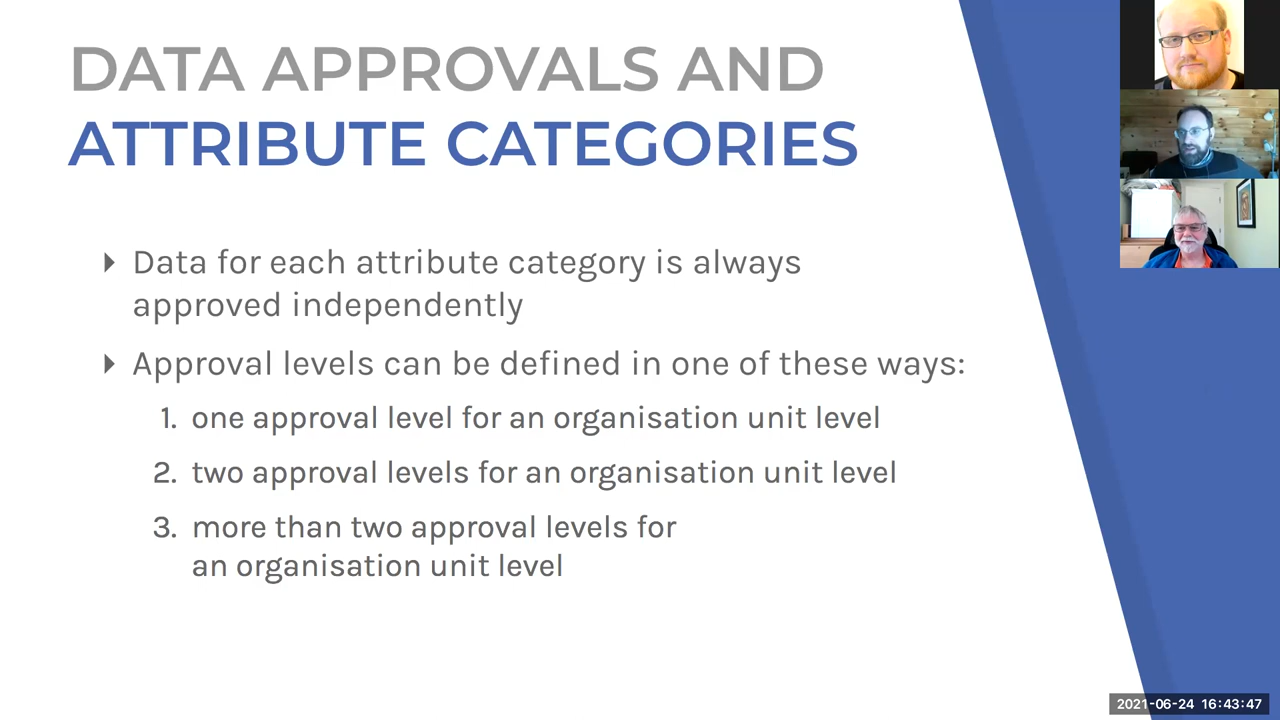 DATA APPROVALS AND
ATTRIBUTE CATEGORIES
Data for each attribute category is always
approved independently
Approval levels can be defined in one of these ways:
1. one approval level for an organisation unit level
2. two approval levels for an organisation unit level
3. more than two approval levels for
an organisation unit level
2021-06-24 16:43:47